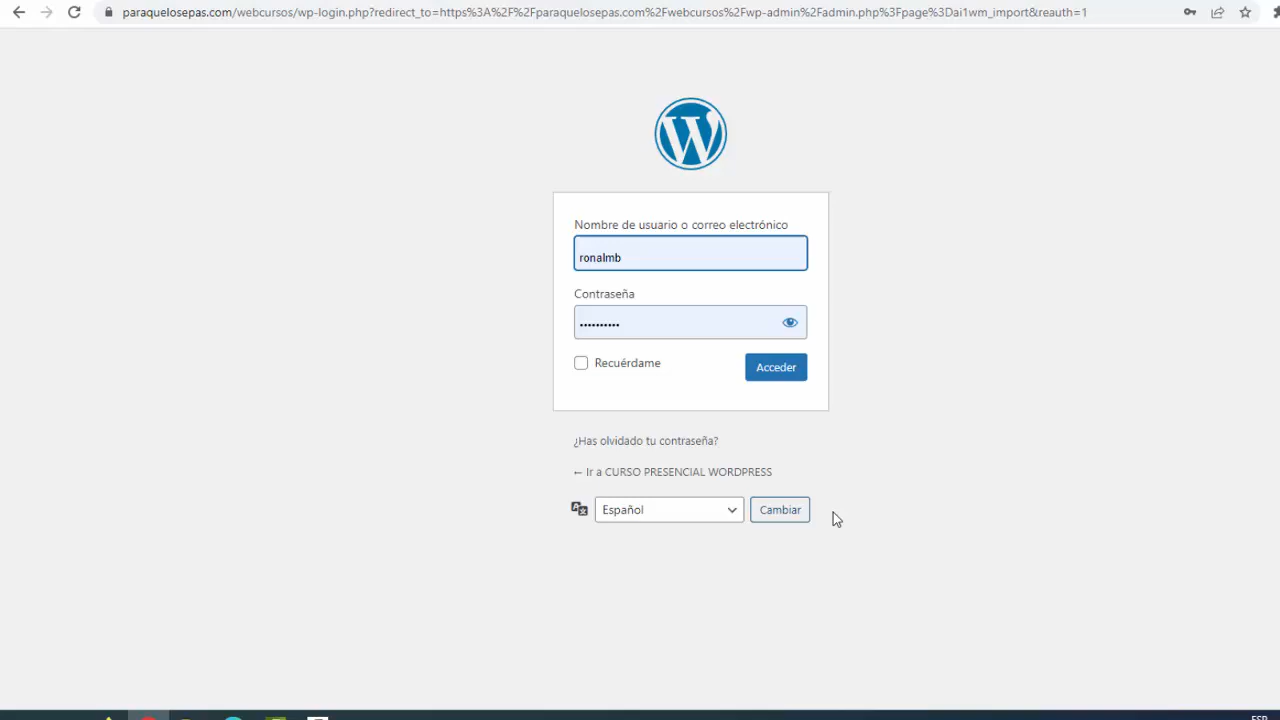 paraquelosepas.com/webcursos/wp-login.php?redirect_to=https%3A%2F%2Fparaquelosepas.com%2Fwebcursos%2Fwp-admin%2Fadmin.php%3Fpage%3Dai1wm_import&reauth=1
Nombre de usuario o correo electrónico
ronalmb
Contraseña
••••••••••
Recuérdame
Acceder
¿Has olvidado tu contraseña?
← Ir a CURSO PRESENCIAL WORDPRESS
Español
Cambiar